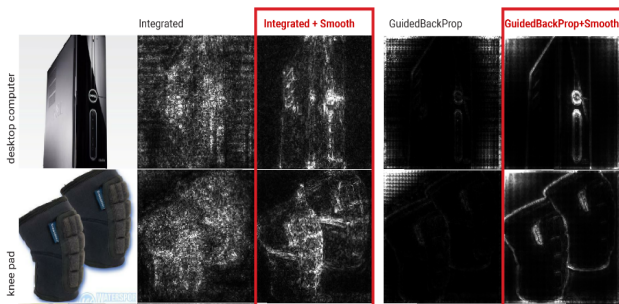 Integrated
Integrated + Smooth
GuidedBackProp
GuidedBackProp+Smooth
desktop computer
knee pad